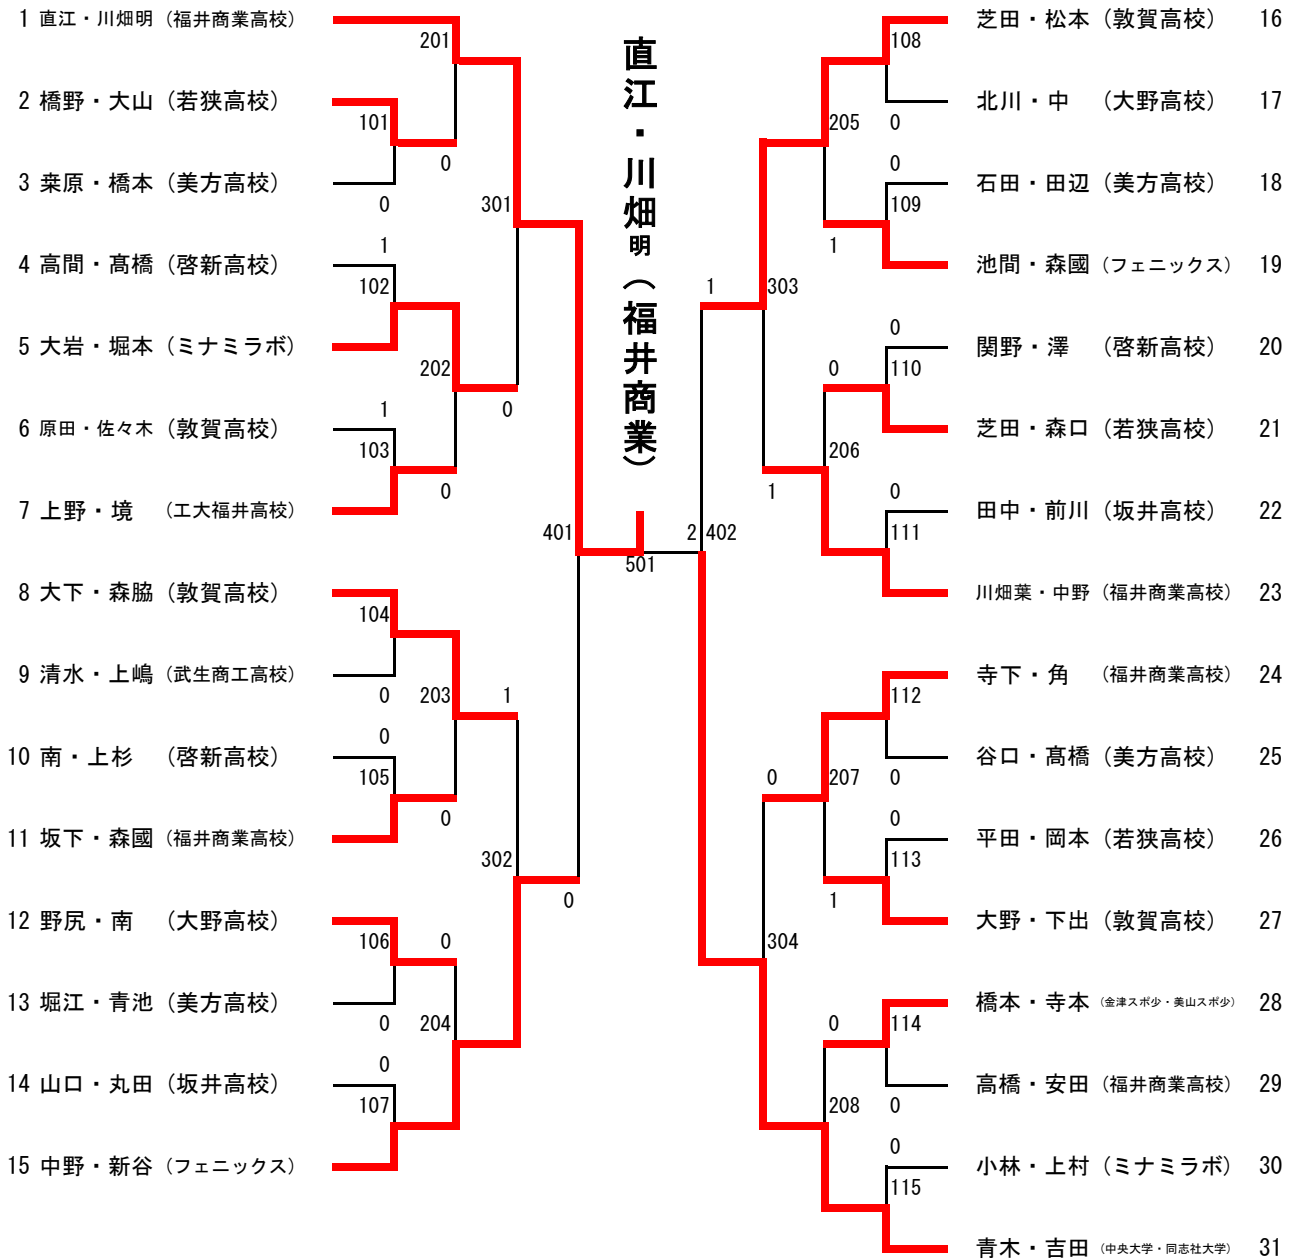 1 直江・川畑明（福井商業高校）
201
2 橋野・大山（若狭高校）
101
0
3 桒原・橋本（美方高校）
0
301
1
4 高間・髙橋（啓新高校）
102
5 大岩・堀本（ミナミラボ）
202
1
0
6 原田・佐々木（敦賀高校）
103
0
7 上野・境　（工大福井高校）
401
8 大下・森脇（敦賀高校）
104
9 清水・上嶋（武生商工高校）
0
203
1
0
10 南・上杉　（啓新高校）
105
0
11 坂下・森國（福井商業高校）
302
0
12 野尻・南　（大野高校）
106
0
13 堀江・青池（美方高校）
0
204
0
14 山口・丸田（坂井高校）
107
15 中野・新谷（フェニックス）
直江・川畑明（福井商業）
501
芝田・松本（敦賀高校） 16
108
北川・中　（大野高校） 17
205
0
0
石田・田辺（美方高校） 18
109
1
池間・森國（フェニックス） 19
1
303
0
関野・澤　（啓新高校） 20
0
110
芝田・森口（若狭高校） 21
206
1
0
田中・前川（坂井高校） 22
2
402
111
川畑葉・中野（福井商業高校） 23
寺下・角　（福井商業高校） 24
112
谷口・髙橋（美方高校） 25
0
207
0
0
平田・岡本（若狭高校） 26
113
1
大野・下出（敦賀高校） 27
304
橋本・寺本（金津スポ少・美山スポ少） 28
0
114
高橋・安田（福井商業高校） 29
208
0
0
小林・上村（ミナミラボ） 30
115
青木・吉田（中央大学・同志社大学） 31